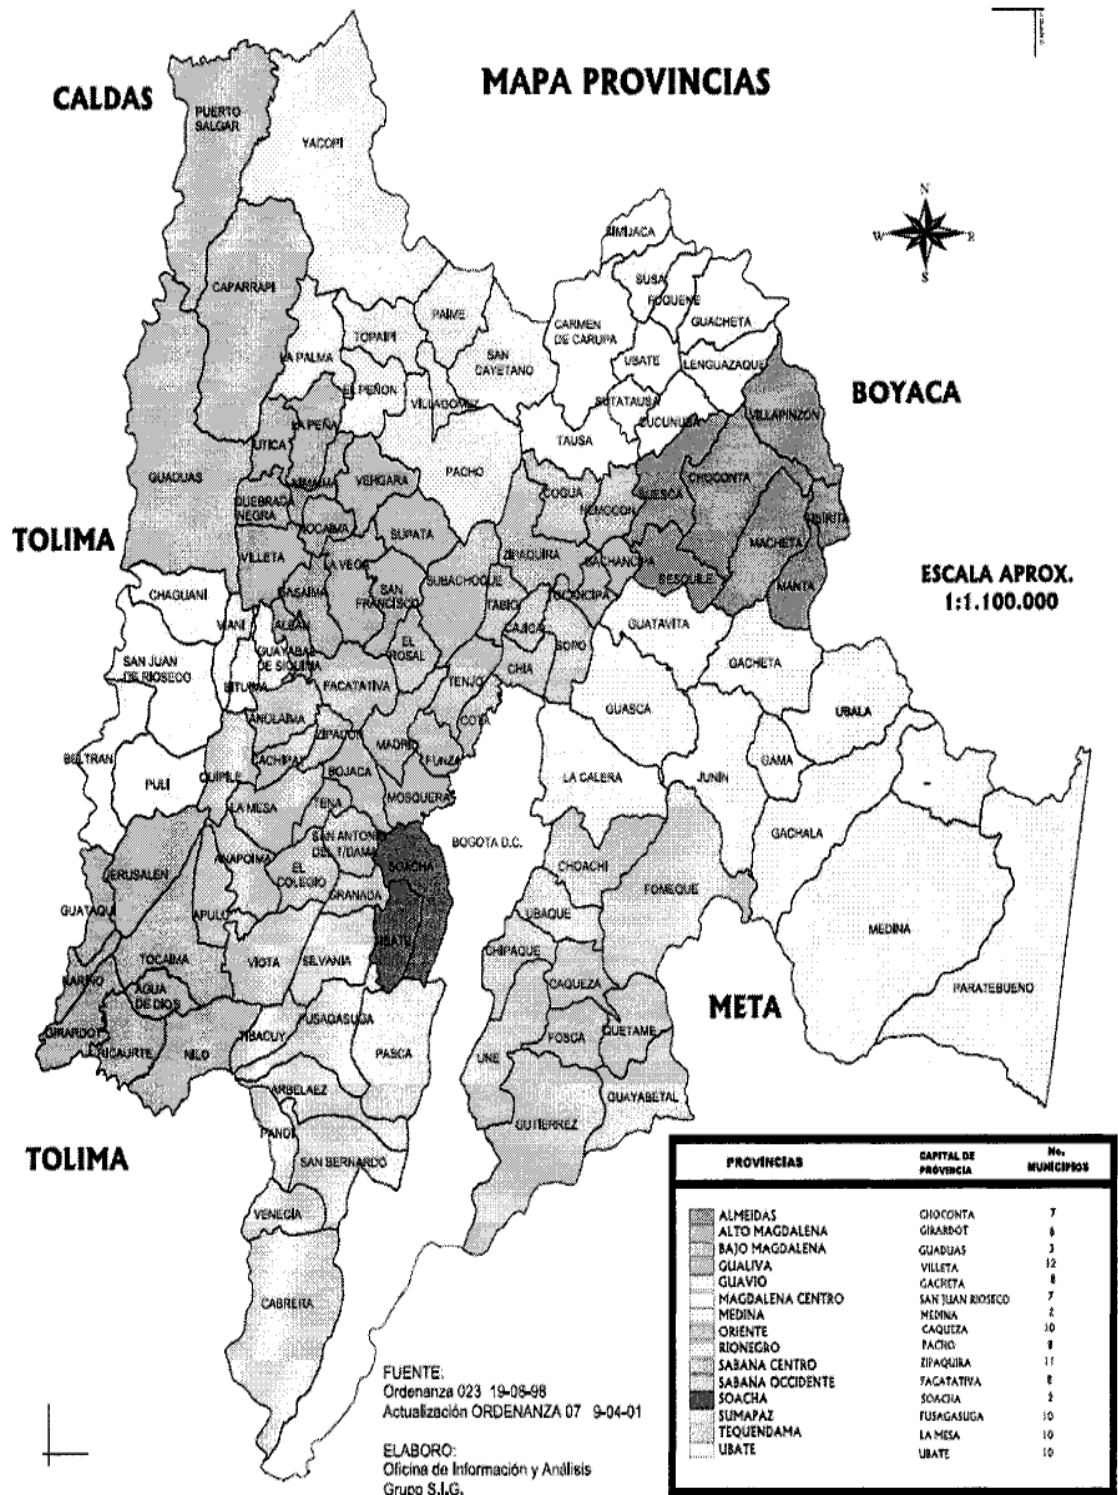 MAPA PROVINCIAS
CALDAS
PUERTO
SALGAR
YACOPI
N
W
E
S
SIMIJACA
CAPARRAPI
SUSA
FUQUENE
GUACHETA
PAIME
TOPAIPI
CARMEN
DE CARUPA
LA PALMA
SAN
CAYETANO
UBATE
LENGUAZAQUE
EL PEÑON
VILLAGOMEZ
SUTATAUSA
CUCUNUBA
BOYACA
VILLAPINZON
LA PEÑA
UTICA
TAUSA
PACHO
GUADUAS
VERGARA
COGUA
NEMOCON
SUESCA
CHOCONTA
QUEBRADA
NEGRA
NOCAIMA
SUPATA
TIBIRITA
TOLIMA
MACHETA
VILLETA
LA VEGA
ZIPAQUIRA
GACHANCIPA
SESQUILE
MANTA
ESCALA APROX.
1:1.100.000
CHAGUANI
SASAIMA
SAN
FRANCISCO
SUBACHOQUE
TABIO
TOCANCIPA
VIANI
ALBAN
CAJICA
GUATAVITA
SAN JUAN
DE RIOSECO
GUAYABAL
DE SIQUIMA
EL
ROSAL
SOPO
CHIA
GACHETA
BITUIMA
FACATATIVA
TENJO
GUASCA
UBALA
ANOLAIMA
COTA
ZIPACON
MADRID
FUNZA
BELTRAN
CACHIPAY
BOJACA
GAMA
PULI
QUIPILE
LA CALERA
JUNIN
MOSQUERA
LA MESA
TENA
GACHALA
SAN ANTONIO
DEL T/DAMA
BOGOTA D.C.
ANAPOIMA
SOACHA
CHOACHI
JERUSALEN
EL
COLEGIO
GRANADA
FOMEQUE
GUATAQUI
APULO
UBAQUE
MEDINA
SIBATE
CHIPAQUE
TOCAIMA
VIOTA
SILVANIA
NARIÑO
AGUA
DE DIOS
CAQUEZA
PARATEBUENO
META
GIRARDOT
RICAURTE
NILO
TIBACUY
FUSAGASUGA
PASCA
UNE
FOSCA
QUETAME
ARBELAEZ
GUAYABETAL
GUTIERREZ
PANDI
SAN BERNARDO
TOLIMA
VENECIA
CABRERA
PROVINCIAS CAPITAL DE PROVINCIA No. MUNICIPIOS
ALMEIDAS CHOCONTA 7
ALTO MAGDALENA GIRARDOT 8
BAJO MAGDALENA GUADUAS 3
GUALIVA VILLETA 12
GUAVIO GACHETA 8
MAGDALENA CENTRO SAN JUAN RIOSECO 7
MEDINA MEDINA 2
ORIENTE CAQUEZA 10
RIONEGRO PACHO 8
SABANA CENTRO ZIPAQUIRA 11
SABANA OCCIDENTE FACATATIVA 8
SOACHA SOACHA 2
SUMAPAZ FUSAGASUGA 10
TEQUENDAMA LA MESA 10
UBATE UBATE 10
FUENTE:
Ordenanza 023 19-08-98
Actualización ORDENANZA 07 9-04-01
ELABORO:
Oficina de Información y Análisis
Grupo S.I.G.